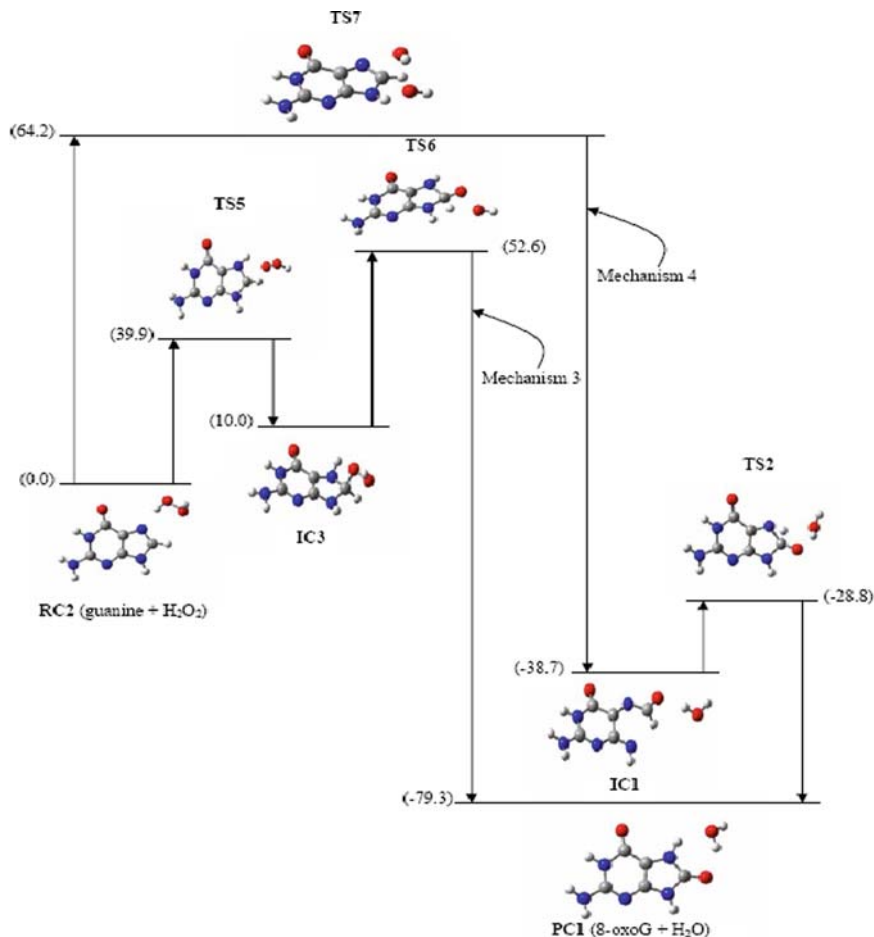 TS7
(64.2)
TS6
TS5
(52.6)
Mechanism 4
(39.9)
Mechanism 3
(10.0)
TS2
(0.0)
IC3
RC2 (guanine + H₂O₂)
(-28.8)
(-38.7)
IC1
(-79.3)
PC1 (8-oxoG + H₂O)